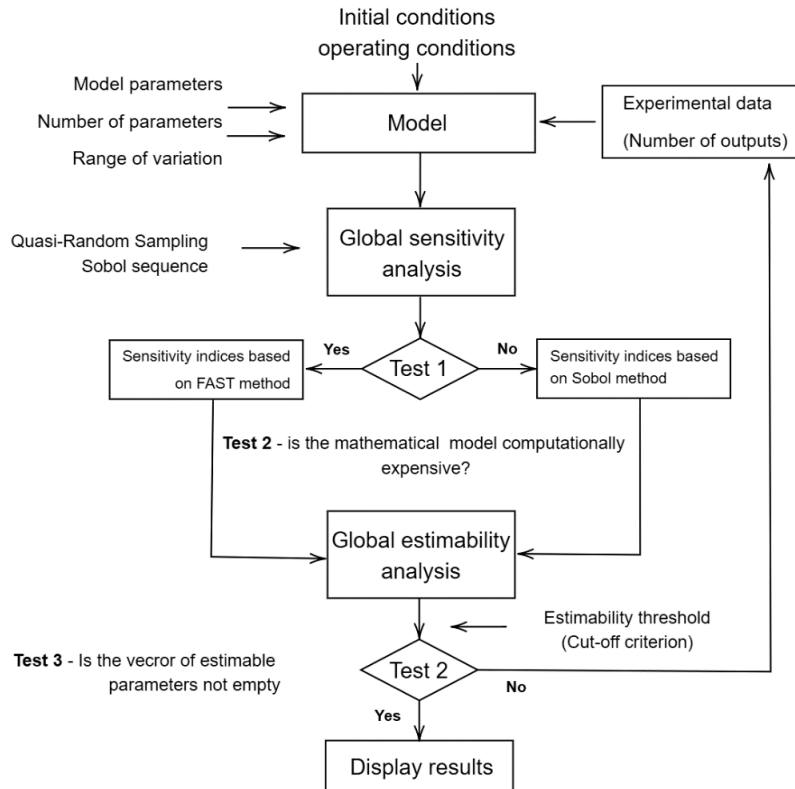 Initial conditions
operating conditions
Model parameters
Number of parameters
Range of variation
Model
Experimental data
(Number of outputs)
Quasi-Random Sampling
Sobol sequence
Global sensitivity
analysis
Yes
Test 1
No
Sensitivity indices based
on FAST method
Sensitivity indices based
on Sobol method
Test 2 - is the mathematical model computationally
expensive?
Global estimability
analysis
Estimability threshold
(Cut-off criterion)
Test 3 - Is the vecror of estimable
parameters not empty
Test 2
No
Yes
Display results